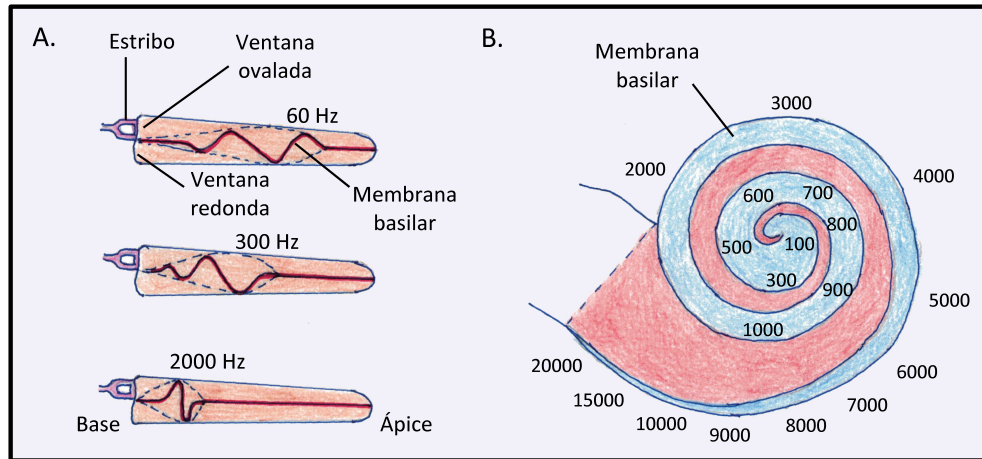 A.
Estribo
Ventana
ovalada
60 Hz
Ventana
redonda
Membrana
basilar
300 Hz
2000 Hz
Base
Ápice
B.
Membrana
basilar
3000
2000
4000
600
700
800
500
100
300
900
5000
1000
20000
6000
15000
7000
10000
8000
9000